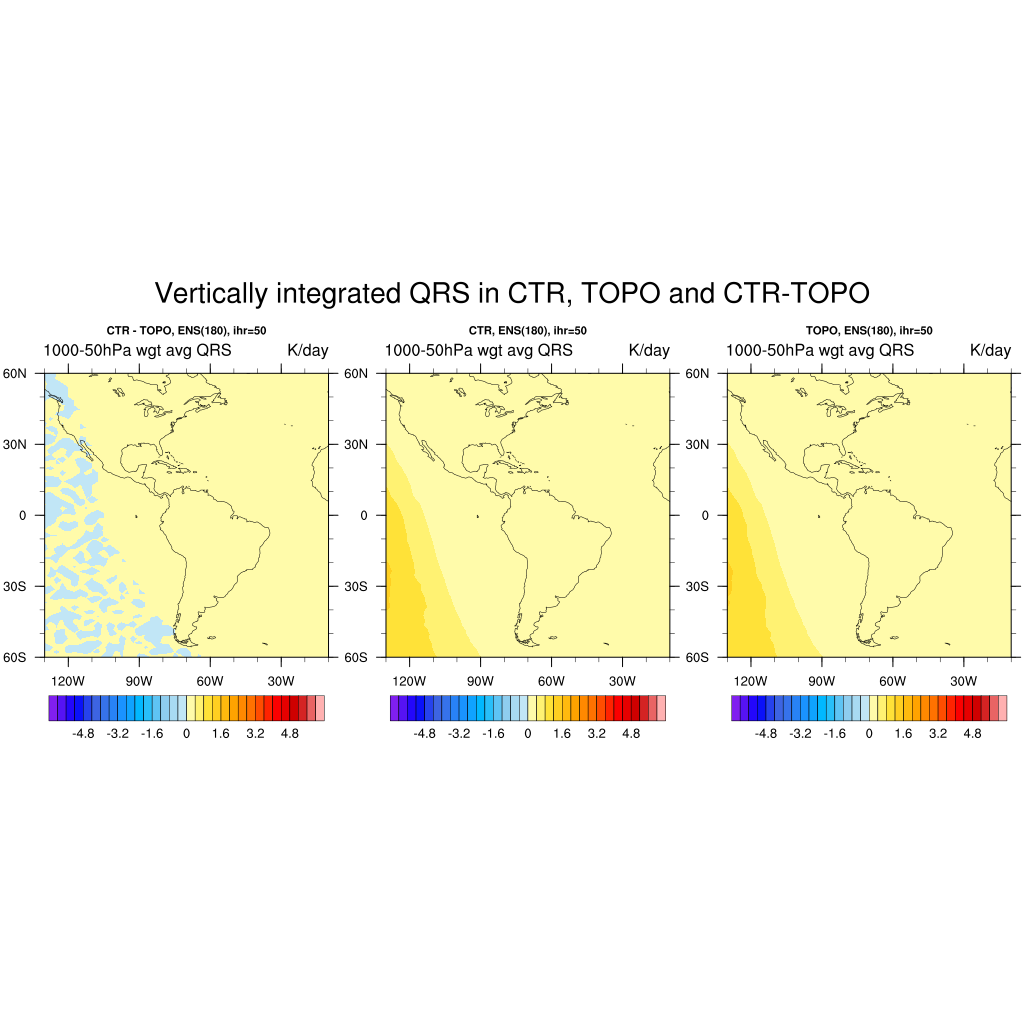 Vertically integrated QRS in CTR, TOPO and CTR-TOPO
CTR - TOPO, ENS(180), ihr=50
1000-50hPa wgt avg QRS K/day
60N
30N
0
30S
60S
120W 90W 60W 30W
-4.8 -3.2 -1.6 0 1.6 3.2 4.8
CTR, ENS(180), ihr=50
1000-50hPa wgt avg QRS K/day
60N
30N
0
30S
60S
120W 90W 60W 30W
-4.8 -3.2 -1.6 0 1.6 3.2 4.8
TOPO, ENS(180), ihr=50
1000-50hPa wgt avg QRS K/day
60N
30N
0
30S
60S
120W 90W 60W 30W
-4.8 -3.2 -1.6 0 1.6 3.2 4.8